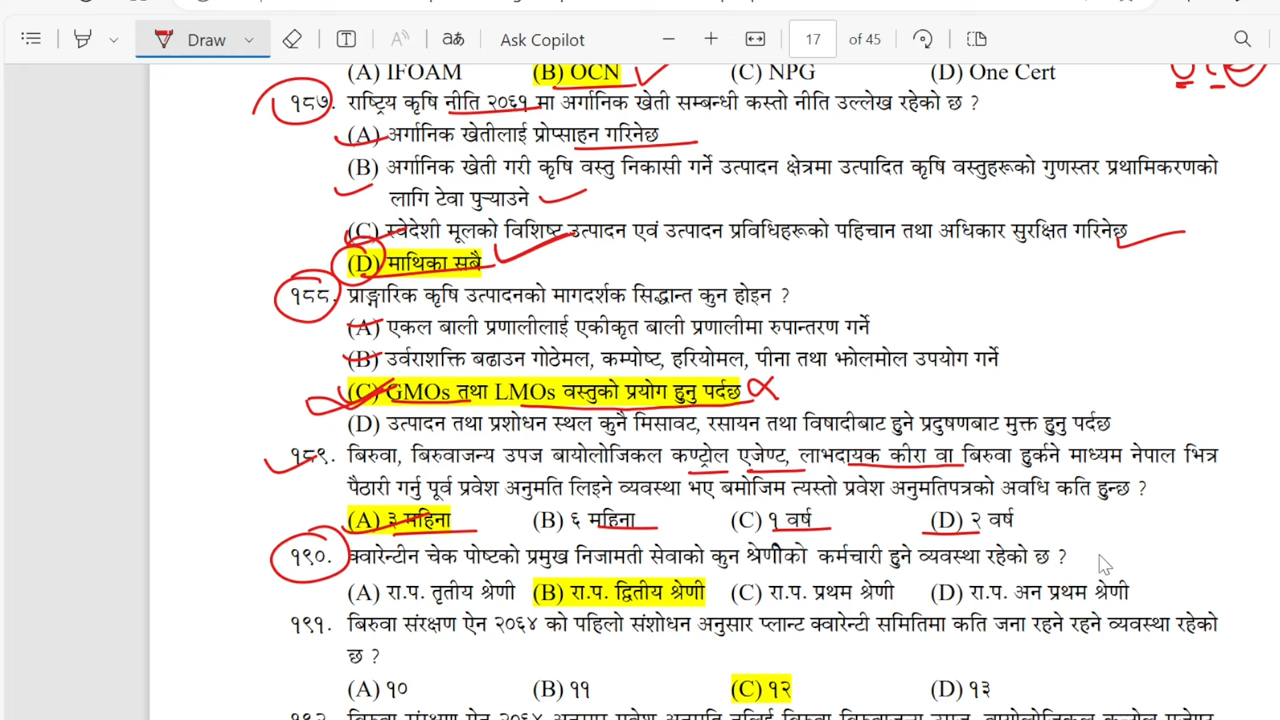 Draw
Ask Copilot
17 of 45
(A) IFOAM (B) OCN (C) NPG (D) One Cert
१८७. राष्ट्रिय कृषि नीति २०६१ मा अर्गानिक खेती सम्बन्धी कस्तो नीति उल्लेख रहेको छ ?
(A) अर्गानिक खेतीलाई प्रोप्साहन गरिनेछ
(B) अर्गानिक खेती गरी कृषि वस्तु निकासी गर्ने उत्पादन क्षेत्रमा उत्पादित कृषि वस्तुहरूको गुणस्तर प्रथामिकरणको
लागि टेवा पुऱ्याउने
(C) स्वेदेशी मूलको विशिष्ट उत्पादन एवं उत्पादन प्रविधिहरूको पहिचान तथा अधिकार सुरक्षित गरिनेछ
(D) माथिका सबै
१८८. प्राङ्गारिक कृषि उत्पादनको मागदर्शक सिद्धान्त कुन होइन ?
(A) एकल बाली प्रणालीलाई एकीकृत बाली प्रणालीमा रुपान्तरण गर्ने
(B) उर्वराशक्ति बढाउन गोठेमल, कम्पोष्ट, हरियोमल, पीना तथा झोलमोल उपयोग गर्ने
(C) GMOs तथा LMOs वस्तुको प्रयोग हुनु पर्दछ
(D) उत्पादन तथा प्रशोधन स्थल कुनै मिसावट, रसायन तथा विषादीबाट हुने प्रदुषणबाट मुक्त हुनु पर्दछ
१८९. बिरुवा, बिरुवाजन्य उपज बायोलोजिकल कण्ट्रोल एजेण्ट, लाभदायक कीरा वा बिरुवा हुर्कने माध्यम नेपाल भित्र
पैठारी गर्नु पूर्व प्रवेश अनुमति लिइने व्यवस्था भए बमोजिम त्यस्तो प्रवेश अनुमतिपत्रको अवधि कति हुन्छ ?
(A) ३ महिना (B) ६ महिना (C) १ वर्ष (D) २ वर्ष
१९०. क्वारेन्टीन चेक पोष्टको प्रमुख निजामती सेवाको कुन श्रेणीको कर्मचारी हुने व्यवस्था रहेको छ ?
(A) रा.प. तृतीय श्रेणी (B) रा.प. द्वितीय श्रेणी (C) रा.प. प्रथम श्रेणी (D) रा.प. अन प्रथम श्रेणी
१९१. बिरुवा संरक्षण ऐन २०६४ को पहिलो संशोधन अनुसार प्लान्ट क्वारेन्टी समितिमा कति जना रहने रहने व्यवस्था रहेको
छ ?
(A) १० (B) ११ (C) १२ (D) १३